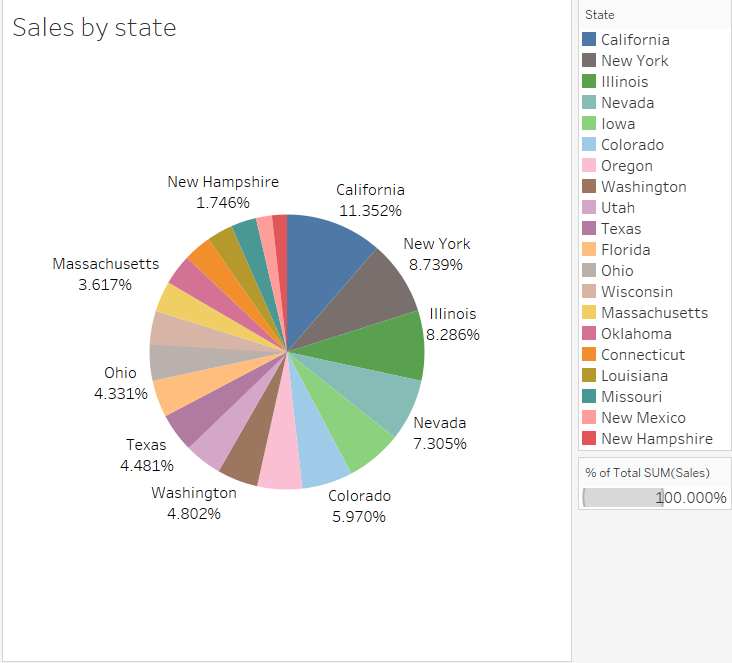 Sales by state
New Hampshire
1.746%
California
11.352%
New York
8.739%
Massachusetts
3.617%
Illinois
8.286%
Ohio
4.331%
Nevada
7.305%
Texas
4.481%
Washington
4.802%
Colorado
5.970%
State
California
New York
Illinois
Nevada
Iowa
Colorado
Oregon
Washington
Utah
Texas
Florida
Ohio
Wisconsin
Massachusetts
Oklahoma
Connecticut
Louisiana
Missouri
New Mexico
New Hampshire
% of Total SUM(Sales)
100.000%